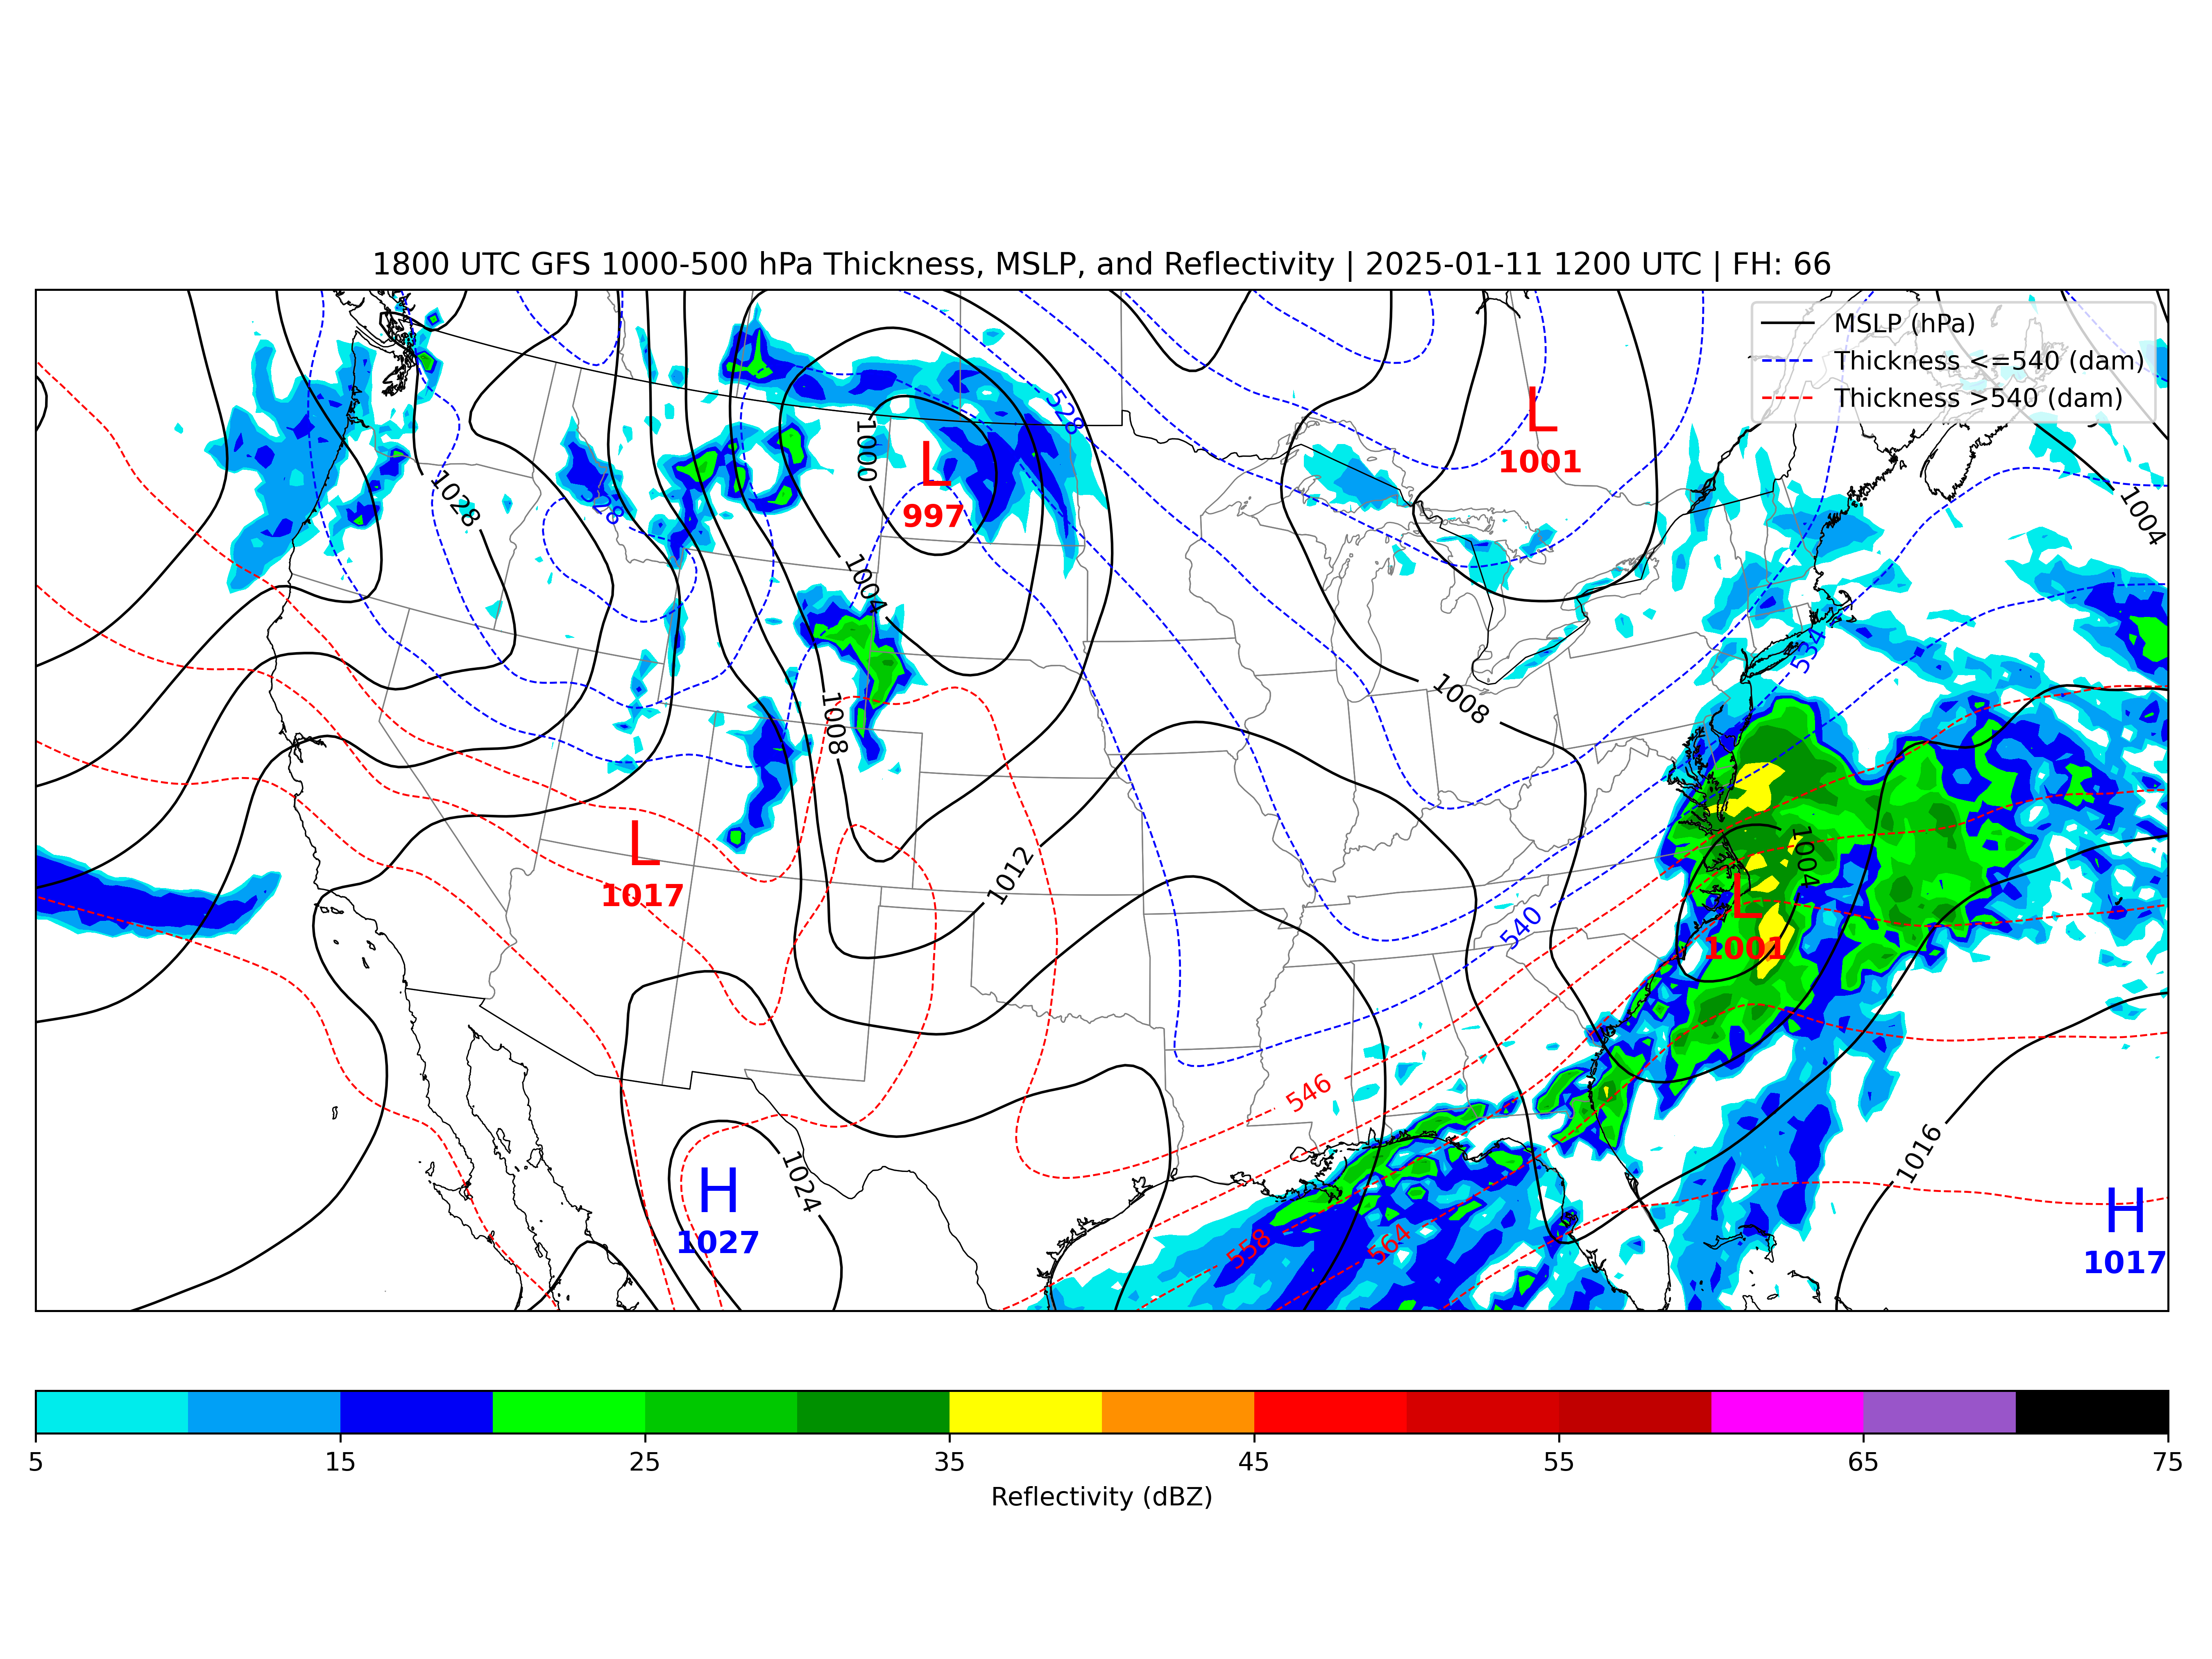 1800 UTC GFS 1000-500 hPa Thickness, MSLP, and Reflectivity | 2025-01-11 1200 UTC | FH: 66
MSLP (hPa)
Thickness <=540 (dam)
Thickness >540 (dam)
528
L
1001
1000
L
997
1028
528
1004
1004
534
1008
1008
L
1017
1012
1004
L
1001
540
546
1016
H
1027
1024
558
564
H
1017
5
15
25
35
45
55
65
75
Reflectivity (dBZ)